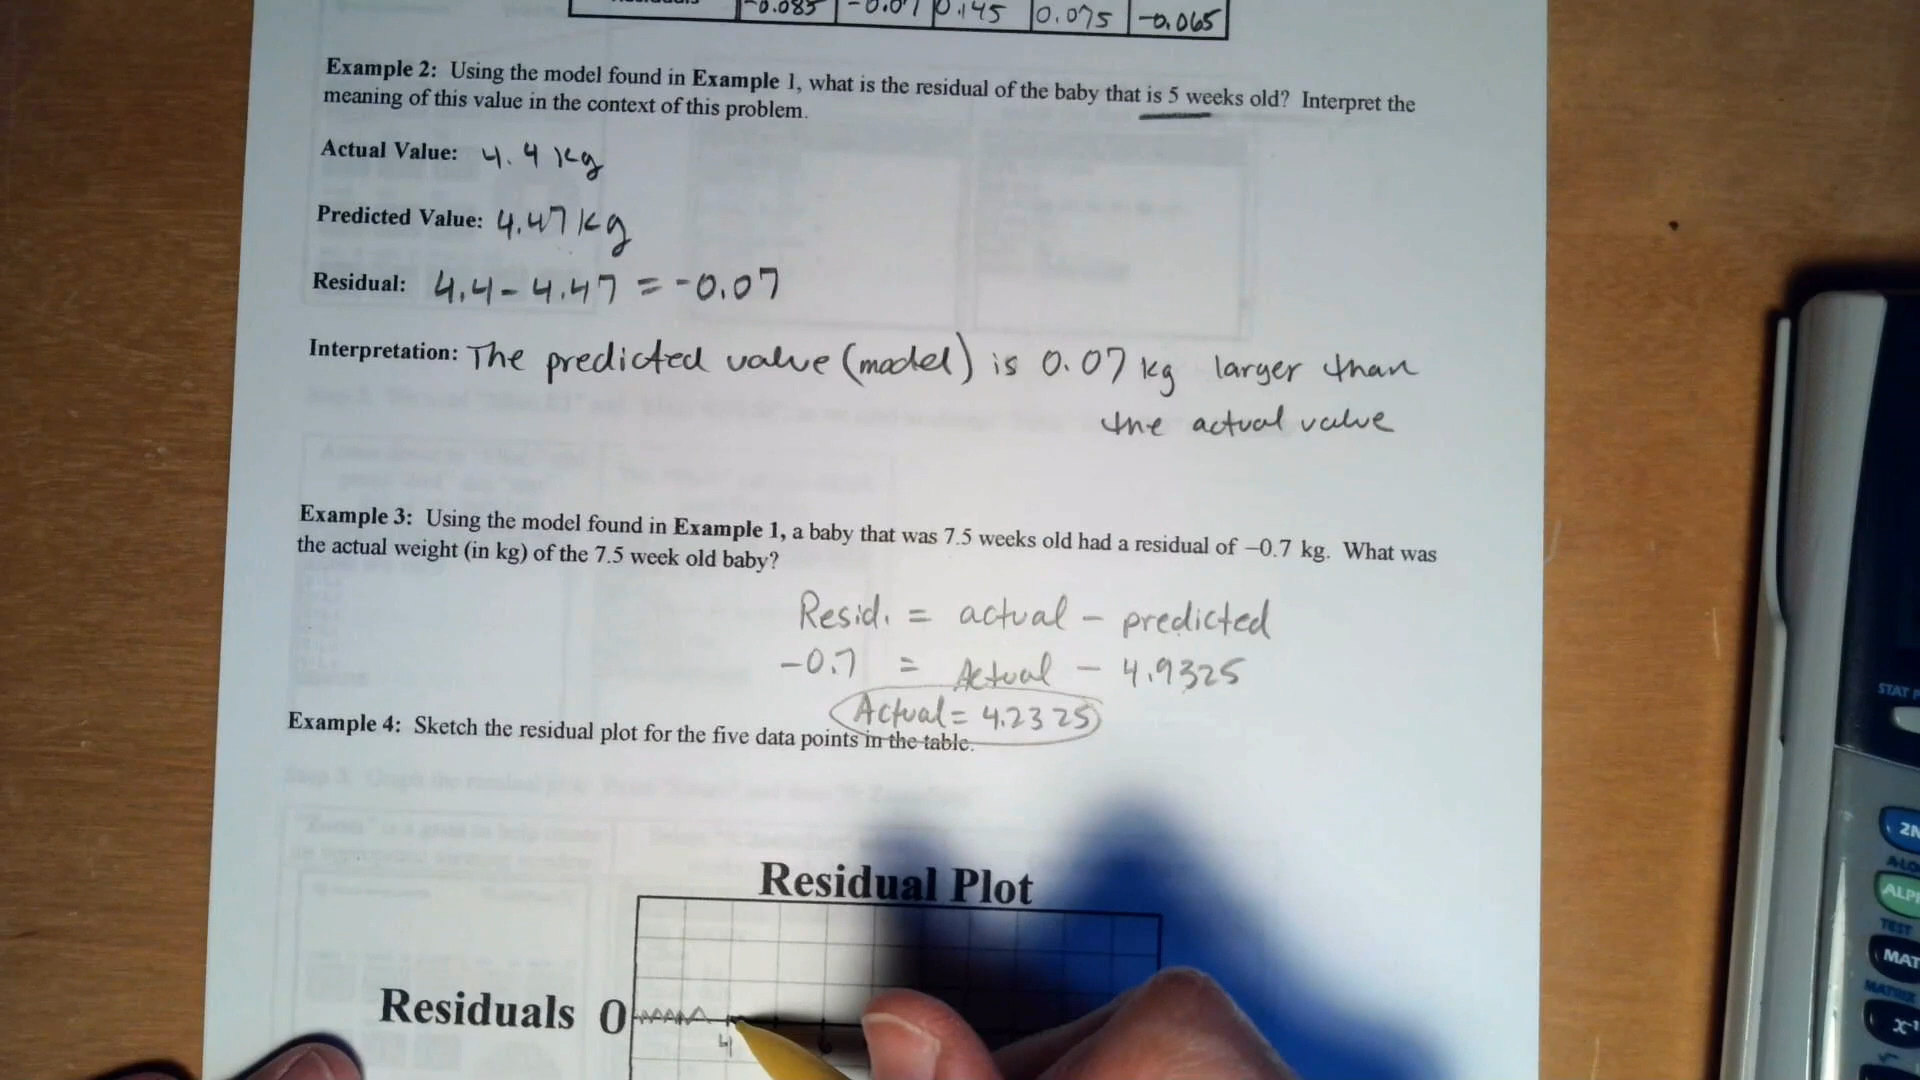 -0.085 -0.07 0.145 0.075 -0.065
Example 2: Using the model found in Example 1, what is the residual of the baby that is 5 weeks old? Interpret the
meaning of this value in the context of this problem.
Actual Value: 4.4 kg
Predicted Value: 4.47 kg
Residual: 4.4 - 4.47 = -0.07
Interpretation: The predicted value (model) is 0.07 kg larger than
the actual value
Example 3: Using the model found in Example 1, a baby that was 7.5 weeks old had a residual of –0.7 kg. What was
the actual weight (in kg) of the 7.5 week old baby?
Resid. = actual - predicted
-0.7 = Actual - 4.9325
Actual = 4.2325
Example 4: Sketch the residual plot for the five data points in the table.
Residual Plot
Residuals 0
4
STAT P
2N
ALPH
TEST
MAT
MATRIX
x-1